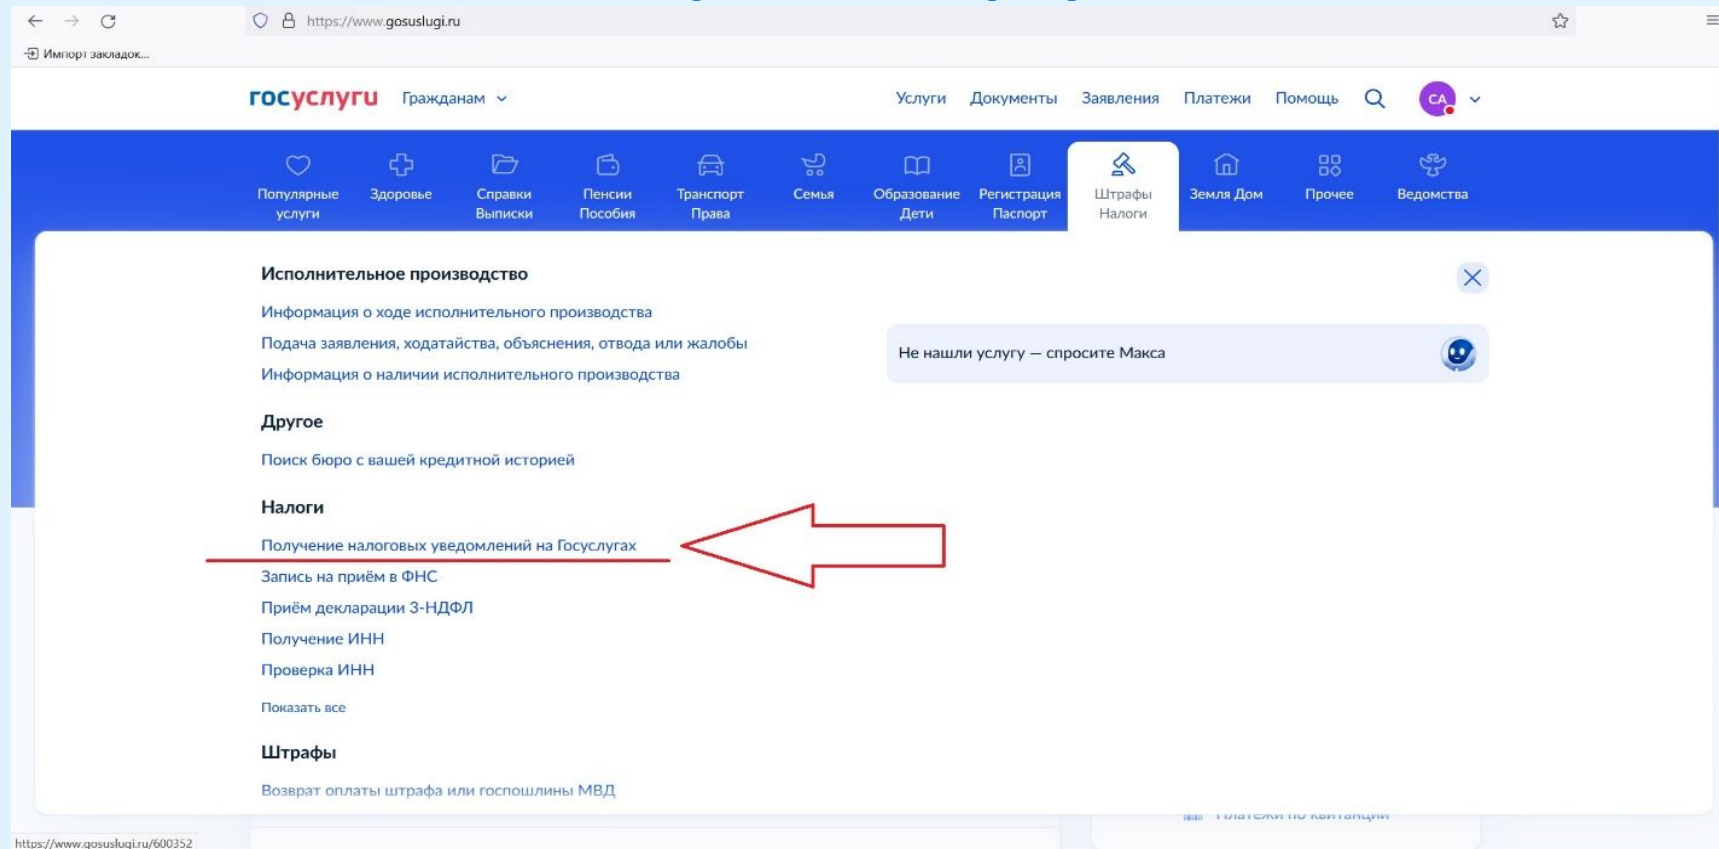 https://www.gosuslugi.ru
Импорт закладок...
госуслуги Гражданам Услуги Документы Заявления Платежи Помощь СА
Популярные услуги
Здоровье
Справки Выписки
Пенсии Пособия
Транспорт Права
Семья
Образование Дети
Регистрация Паспорт
Штрафы Налоги
Земля Дом
Прочее
Ведомства
Исполнительное производство
Информация о ходе исполнительного производства
Подача заявления, ходатайства, объяснения, отвода или жалобы
Информация о наличии исполнительного производства
Не нашли услугу — спросите Макса
Другое
Поиск бюро с вашей кредитной историей
Налоги
Получение налоговых уведомлений на Госуслугах
Запись на приём в ФНС
Приём декларации 3-НДФЛ
Получение ИНН
Проверка ИНН
Показать все
Штрафы
Возврат оплаты штрафа или госпошлины МВД
Платежи по квитанции
https://www.gosuslugi.ru/600352